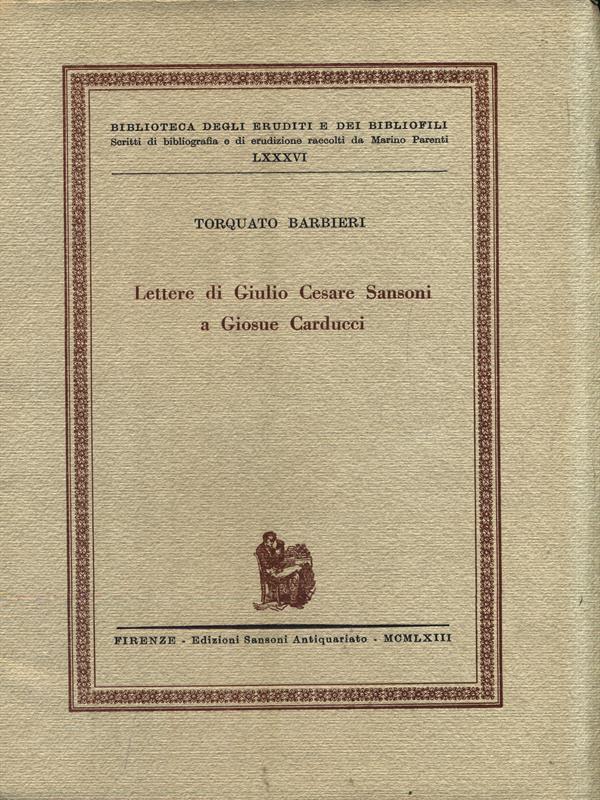 BIBLIOTECA DEGLI ERUDITI E DEI BIBLIOFILI
Scritti di bibliografia e di erudizione raccolti da Marino Parenti
LXXXVI
TORQUATO BARBIERI
Lettere di Giulio Cesare Sansoni
a Giosue Carducci
FIRENZE - Edizioni Sansoni Antiquariato - MCMLXIII